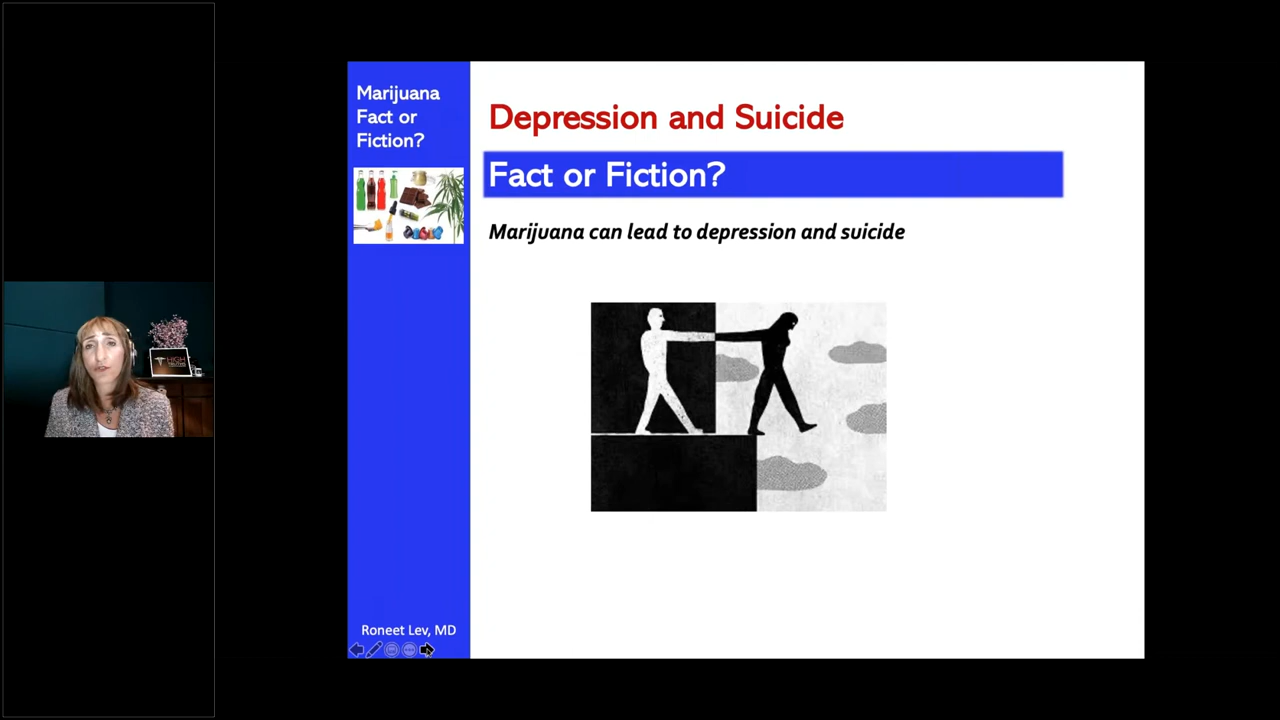 Marijuana
Fact or
Fiction?
Depression and Suicide
Fact or Fiction?
Marijuana can lead to depression and suicide
Roneet Lev, MD
HIGH